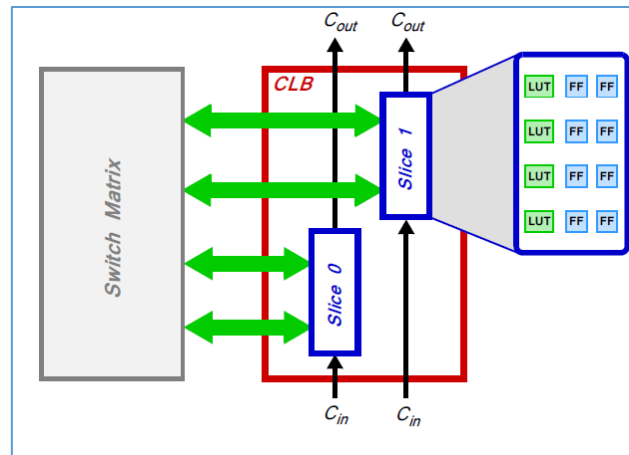 Cout Cout
CLB
Switch Matrix
Slice 1
Slice 0
Cin Cin
LUT FF FF
LUT FF FF
LUT FF FF
LUT FF FF